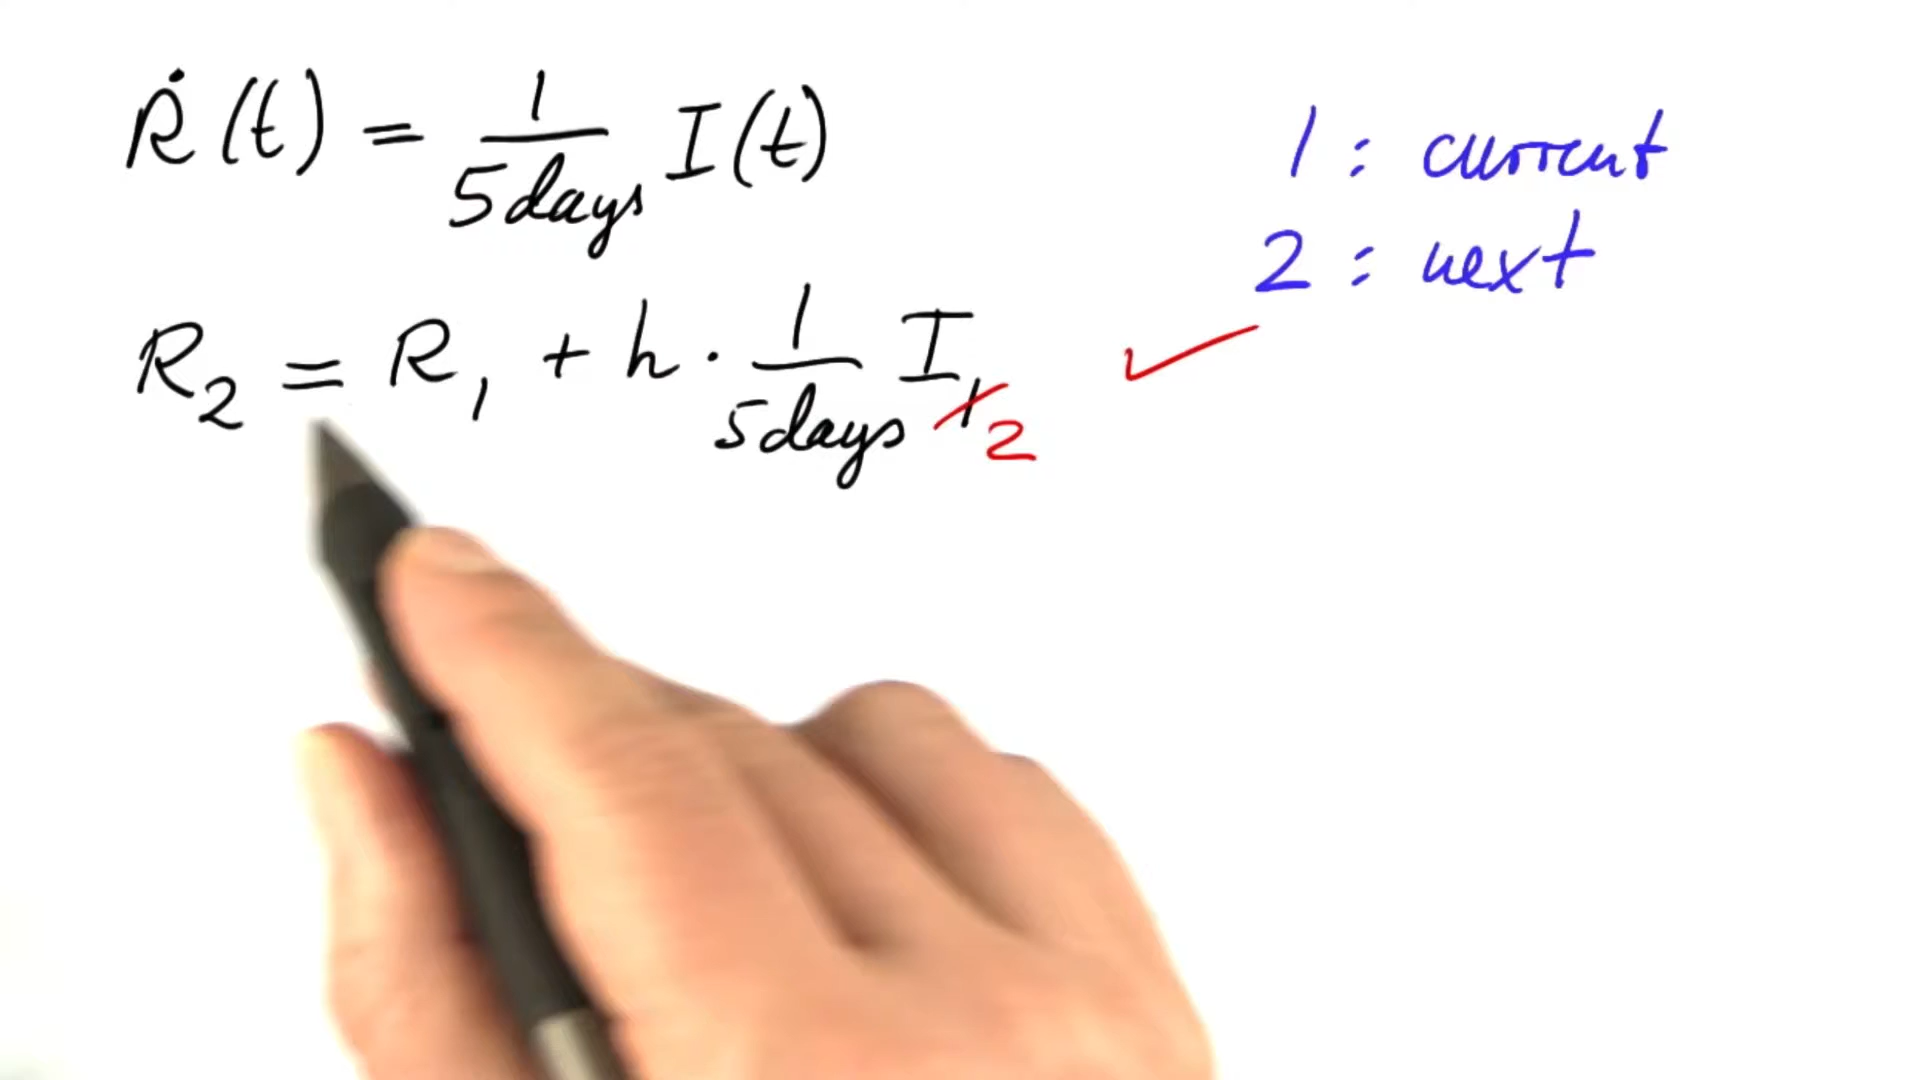 Ṙ(t) = 1/5days I(t)
R₂ = R₁ + h · 1/5days I₁ ₂
1 : current
2 : next